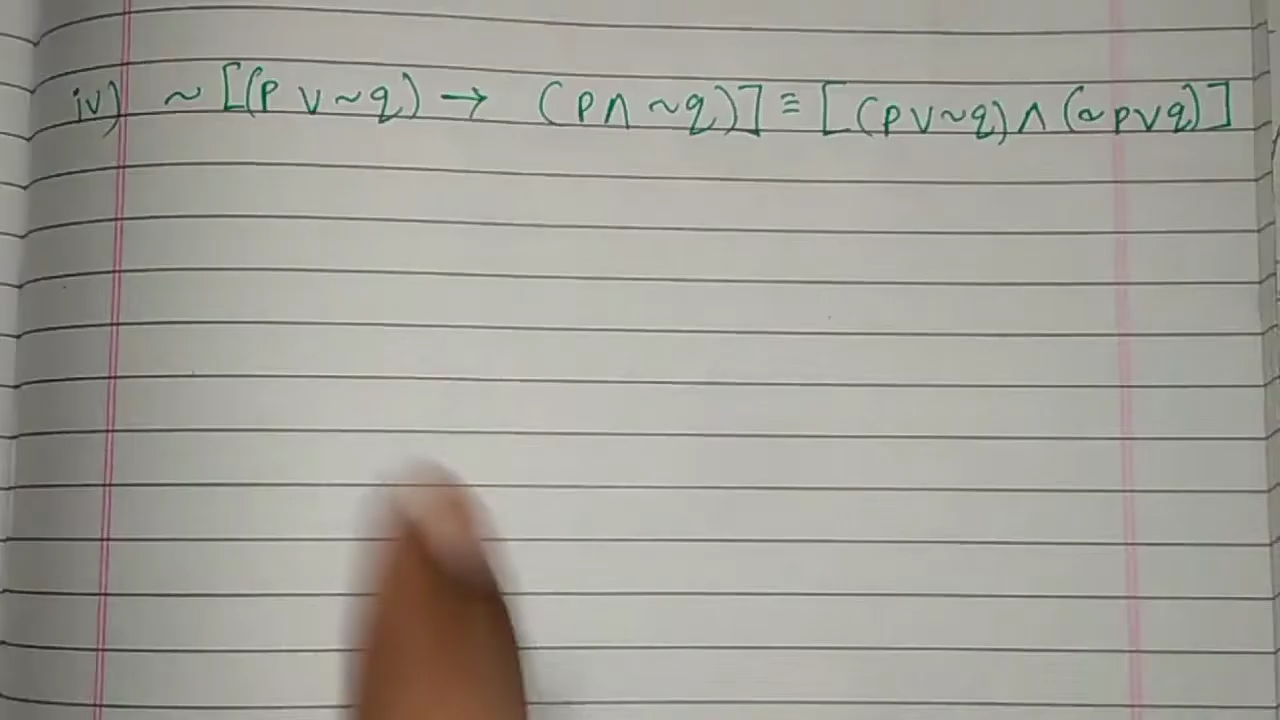 iv) ~ [(p ∨ ~q) → (p ∧ ~q)] ≡ [(p ∨ ~q) ∧ (~p ∨ q)]